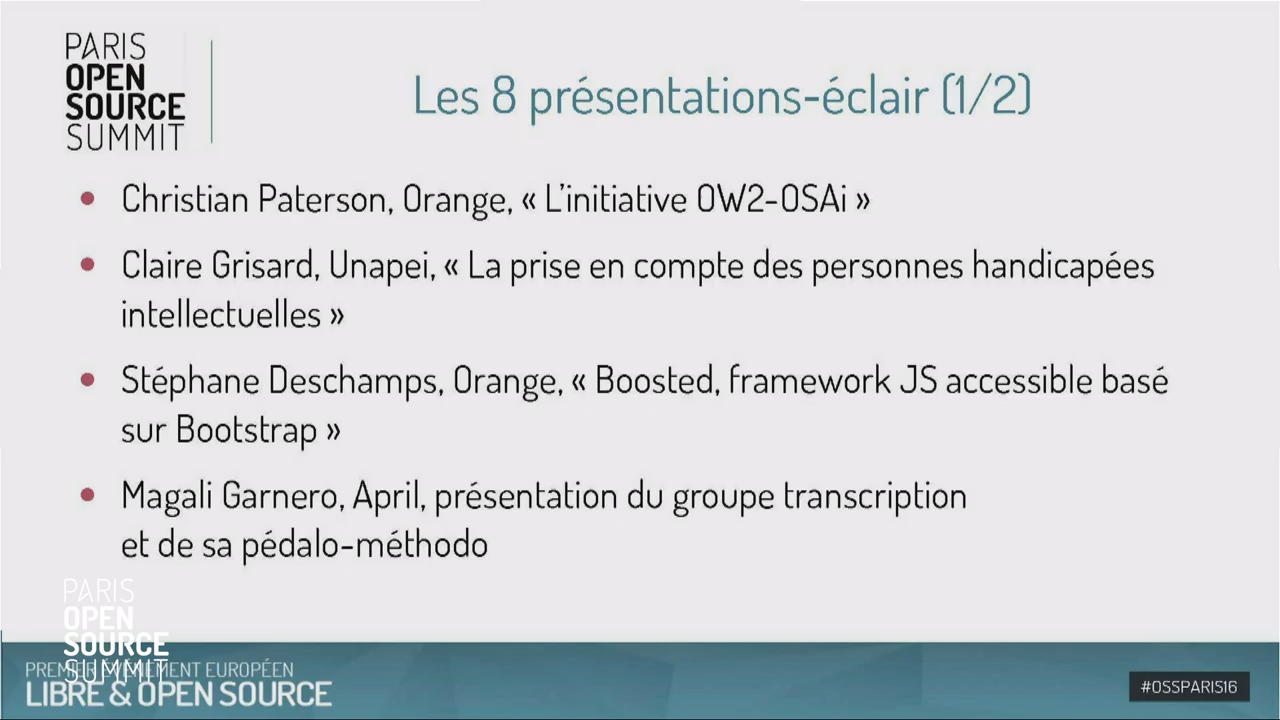 PARIS
OPEN
SOURCE
SUMMIT
Les 8 présentations-éclair (1/2)
• Christian Paterson, Orange, « L'initiative OW2-OSAi »
• Claire Grisard, Unapei, « La prise en compte des personnes handicapées
intellectuelles »
• Stéphane Deschamps, Orange, « Boosted, framework JS accessible basé
sur Bootstrap »
• Magali Garnero, April, présentation du groupe transcription
et de sa pédalo-méthodo
PARIS
OPEN
SOURCE
SUMMIT
PREMIER ÉVÉNEMENT EUROPÉEN
LIBRE & OPEN SOURCE
#OSSPARIS16